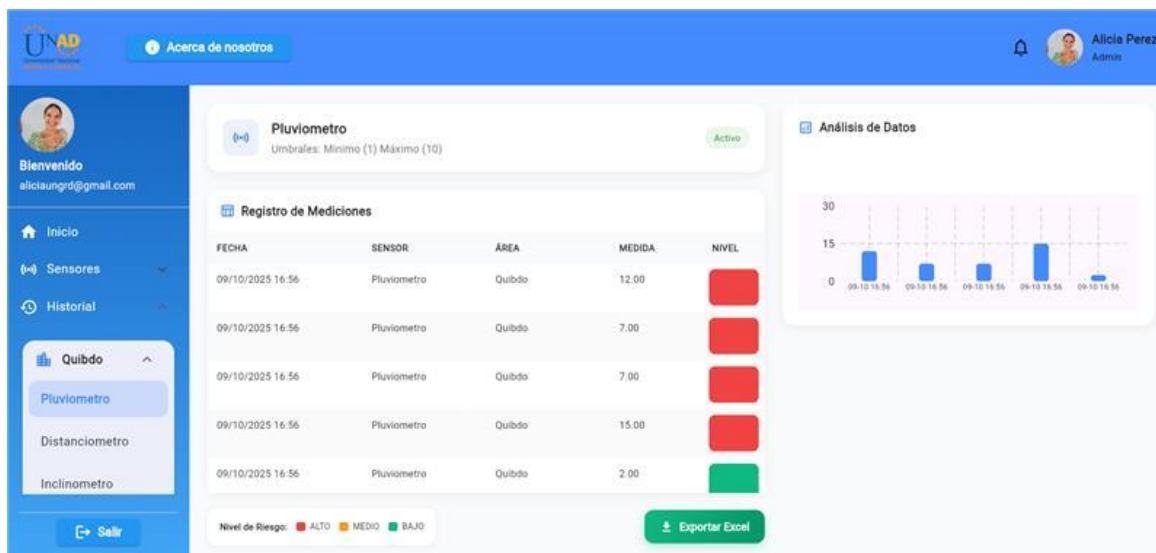 UNAD
Acerca de nosotros
Alicia Perez
Admin
Bienvenido
aliciaungrd@gmail.com
Inicio
Sensores
Historial
Quibdo
Pluviometro
Distanciometro
Inclinometro
Salir
Pluviometro
Umbrales: Minimo (1) Máximo (10)
Activo
Registro de Mediciones
FECHA SENSOR ÁREA MEDIDA NIVEL
09/10/2025 16:56 Pluviometro Quibdo 12.00
09/10/2025 16:56 Pluviometro Quibdo 7.00
09/10/2025 16:56 Pluviometro Quibdo 7.00
09/10/2025 16:56 Pluviometro Quibdo 15.00
09/10/2025 16:56 Pluviometro Quibdo 2.00
Nivel de Riesgo: ALTO MEDIO BAJO
Exportar Excel
Análisis de Datos
30
15
0
09-10 16:56 09-10 16:56 09-10 16:56 09-10 16:56 09-10 16:56